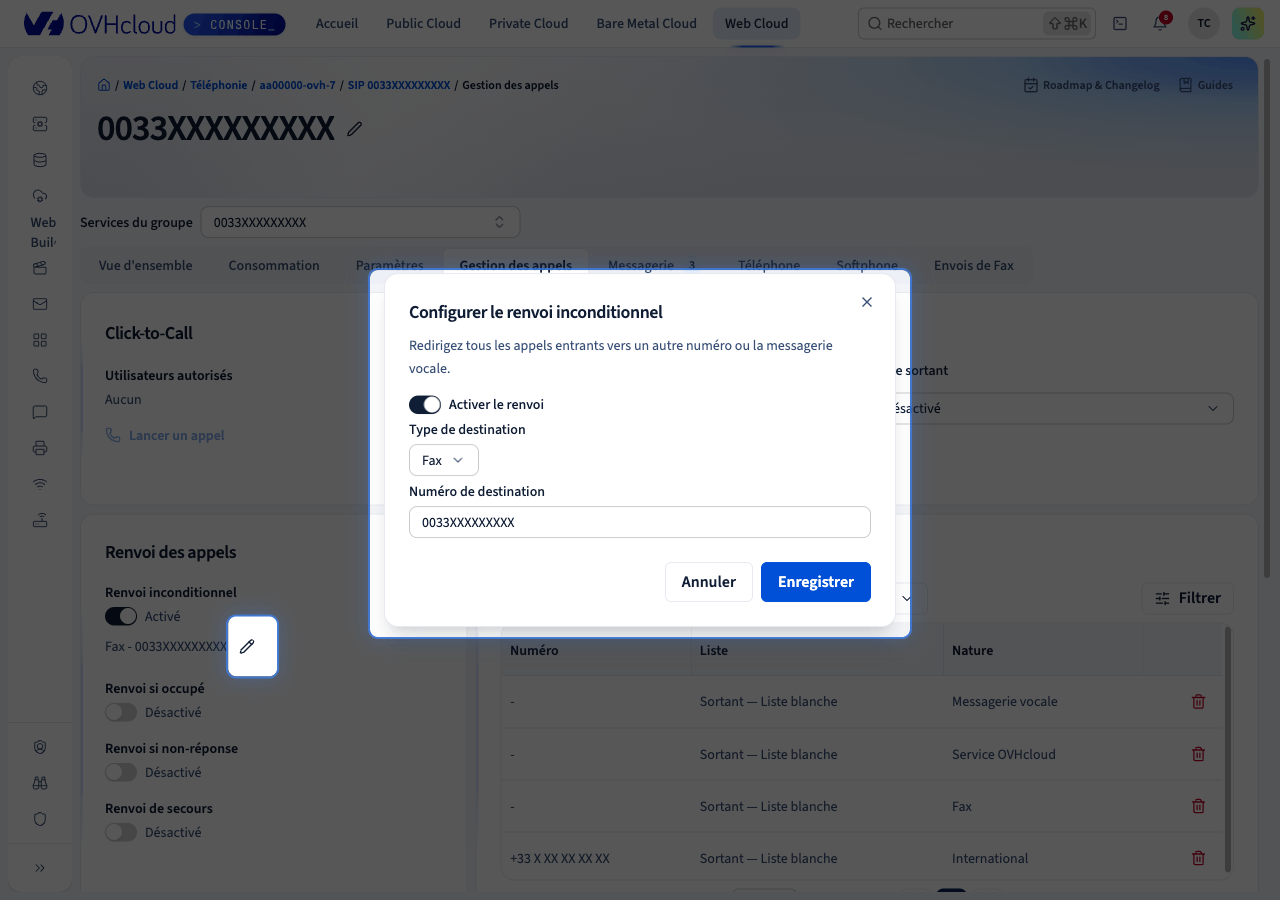 OVHcloud > CONSOLE_ Accueil Public Cloud Private Cloud Bare Metal Cloud Web Cloud Rechercher ⇧⌘K 8 TC
/ Web Cloud / Téléphonie / aa00000-ovh-7 / SIP 0033XXXXXXXXX / Gestion des appels Roadmap & Changelog Guides
0033XXXXXXXXX
Web
Services du groupe 0033XXXXXXXXX
Vue d'ensemble Consommation Paramètres Gestion des appels Messagerie 3 Téléphone Softphone Envois de Fax
Configurer le renvoi inconditionnel
Redirigez tous les appels entrants vers un autre numéro ou la messagerie
vocale.
Activer le renvoi
Type de destination
Fax
Numéro de destination
0033XXXXXXXXX
Annuler Enregistrer
Click-to-Call
Utilisateurs autorisés
Aucun
Lancer un appel
e sortant
ésactivé
Renvoi des appels
Renvoi inconditionnel
Activé
Fax - 0033XXXXXXXXX
Renvoi si occupé
Désactivé
Renvoi si non-réponse
Désactivé
Renvoi de secours
Désactivé
Filtrer
Numéro Liste Nature
- Sortant — Liste blanche Messagerie vocale
- Sortant — Liste blanche Service OVHcloud
- Sortant — Liste blanche Fax
+33 X XX XX XX XX Sortant — Liste blanche International